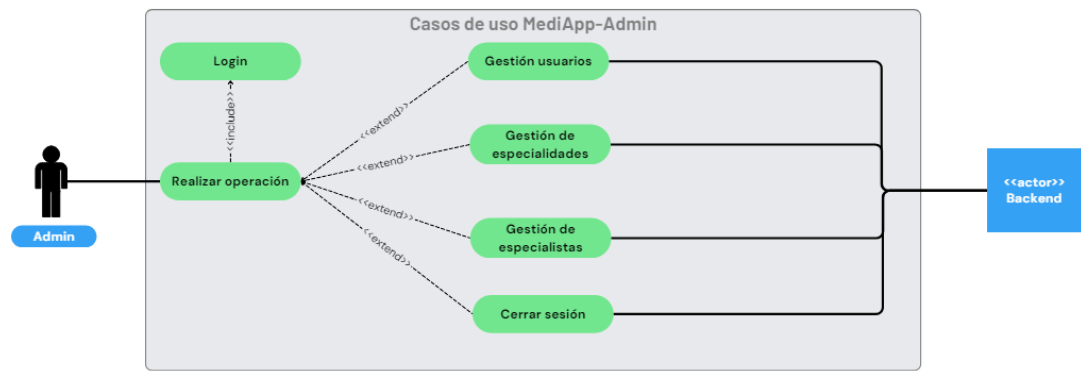 Casos de uso MediApp-Admin
Login
Gestión usuarios
<<include>>
<<extend>>
Gestión de
especialidades
<<extend>>
Realizar operación
<<actor>>
Backend
<<extend>>
Admin
Gestión de
especialistas
<<extend>>
Cerrar sesión